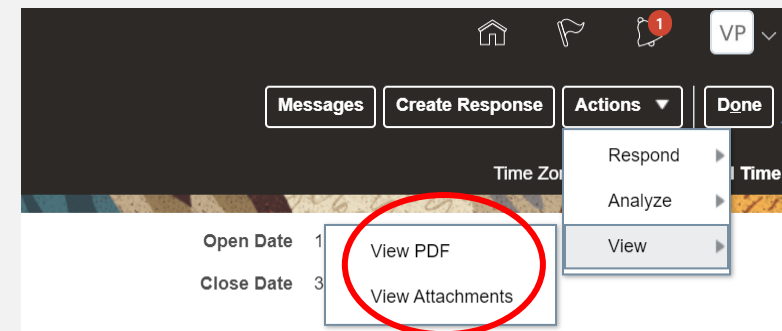 1
VP
Messages
Create Response
Actions
Done
Time Zo
Time
Respond
Analyze
View
Open Date 1
Close Date 3
View PDF
View Attachments